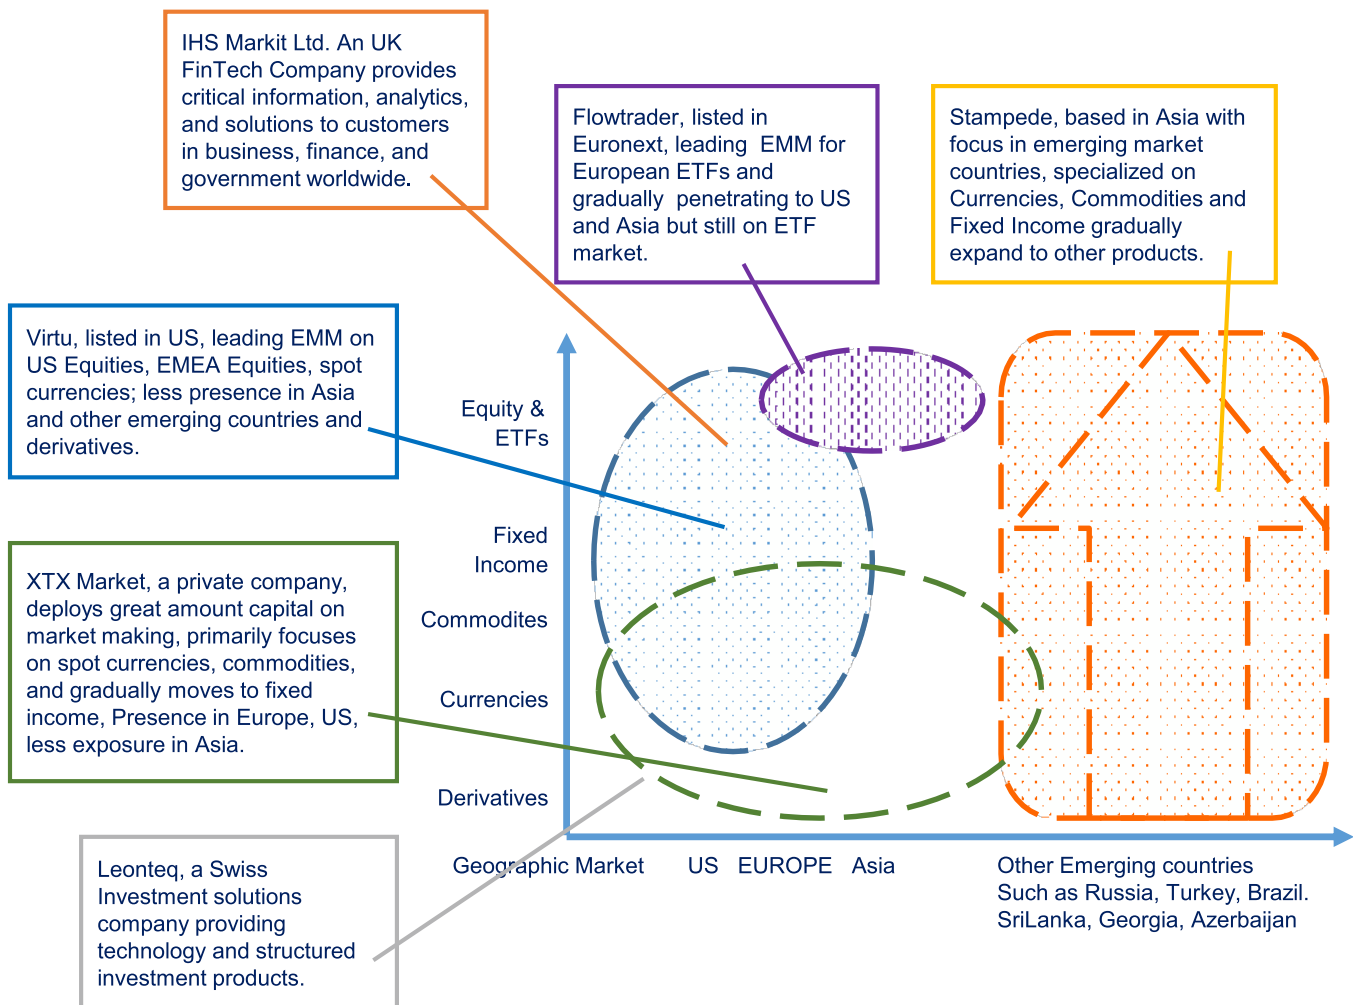 IHS Markit Ltd. An UK
FinTech Company provides
critical information, analytics,
and solutions to customers
in business, finance, and
government worldwide.
Flowtrader, listed in
Euronext, leading EMM for
European ETFs and
gradually penetrating to US
and Asia but still on ETF
market.
Stampede, based in Asia with
focus in emerging market
countries, specialized on
Currencies, Commodities and
Fixed Income gradually
expand to other products.
Virtu, listed in US, leading EMM on
US Equities, EMEA Equities, spot
currencies; less presence in Asia
and other emerging countries and
derivatives.
XTX Market, a private company,
deploys great amount capital on
market making, primarily focuses
on spot currencies, commodities,
and gradually moves to fixed
income, Presence in Europe, US,
less exposure in Asia.
Leonteq, a Swiss
Investment solutions
company providing
technology and structured
investment products.
Equity &
ETFs
Fixed
Income
Commodites
Currencies
Derivatives
Geographic Market US EUROPE Asia
Other Emerging countries
Such as Russia, Turkey, Brazil.
SriLanka, Georgia, Azerbaijan